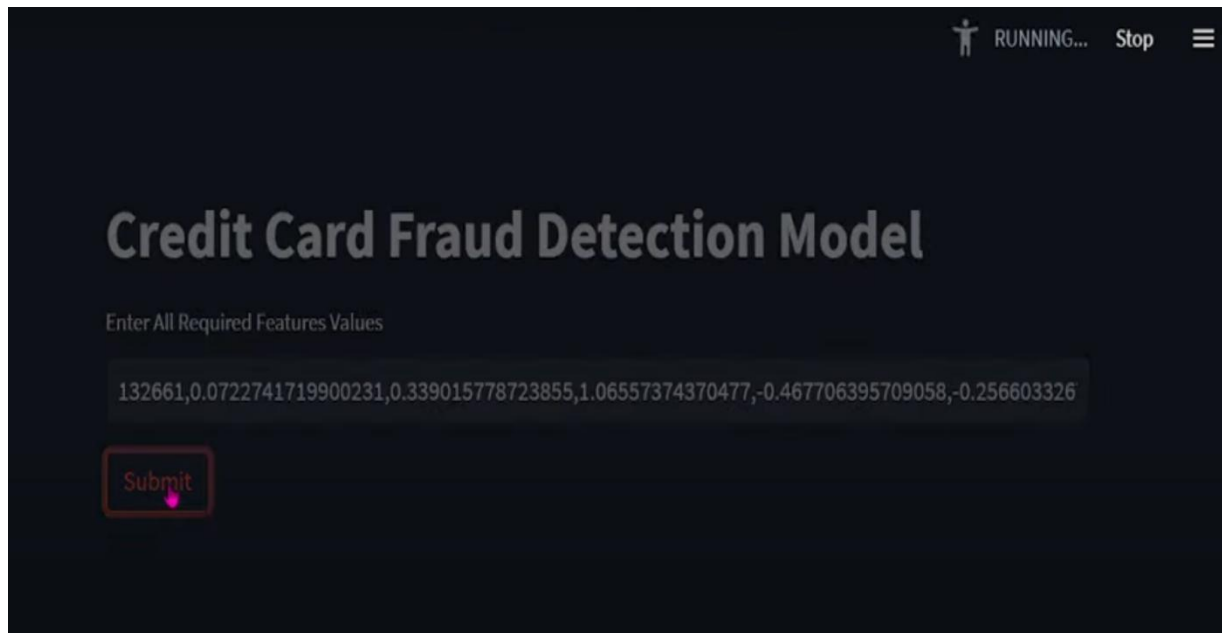 RUNNING... Stop
Credit Card Fraud Detection Model
Enter All Required Features Values
132661,0.0722741719900231,0.339015778723855,1.06557374370477,-0.467706395709058,-0.256603326
Submit